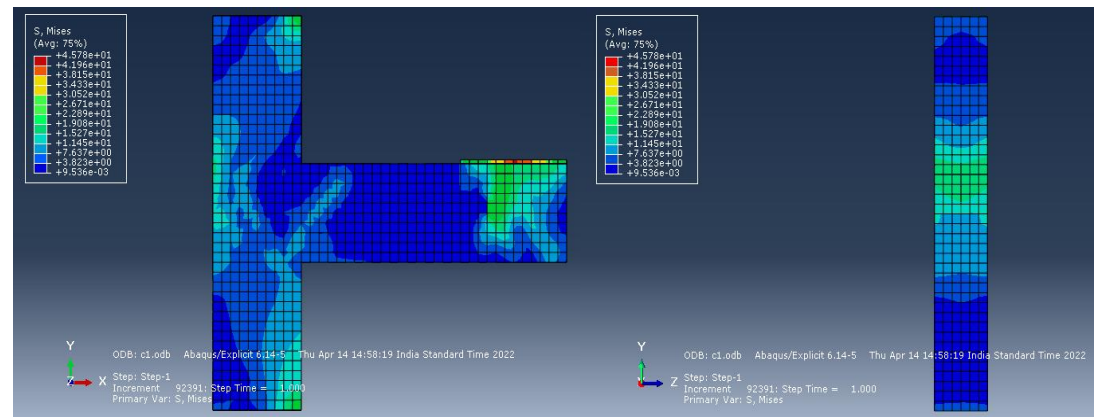 S, Mises
(Avg: 75%)
+4.578e+01
+4.196e+01
+3.815e+01
+3.433e+01
+3.052e+01
+2.671e+01
+2.289e+01
+1.908e+01
+1.527e+01
+1.145e+01
+7.637e+00
+3.823e+00
+9.536e-03
Y
Z
X
ODB: c1.odb Abaqus/Explicit 6.14-5 Thu Apr 14 14:58:19 India Standard Time 2022
Step: Step-1
Increment 92391: Step Time = 1.000
Primary Var: S, Mises
S, Mises
(Avg: 75%)
+4.578e+01
+4.196e+01
+3.815e+01
+3.433e+01
+3.052e+01
+2.671e+01
+2.289e+01
+1.908e+01
+1.527e+01
+1.145e+01
+7.637e+00
+3.823e+00
+9.536e-03
Y
Z
ODB: c1.odb Abaqus/Explicit 6.14-5 Thu Apr 14 14:58:19 India Standard Time 2022
Step: Step-1
Increment 92391: Step Time = 1.000
Primary Var: S, Mises